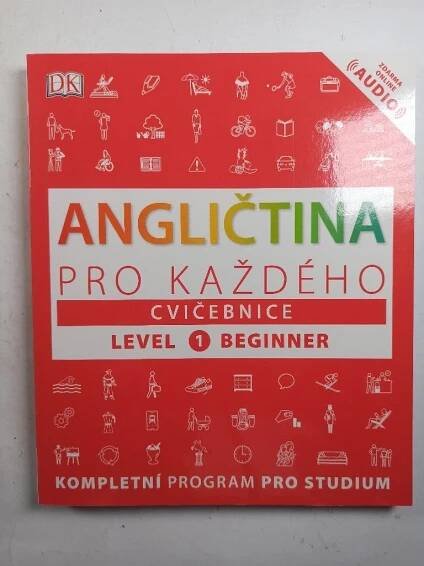 DK
ZDARMA ONLINE
AUDIO
ANGLIČTINA
PRO KAŽDÉHO
CVIČEBNICE
LEVEL 1 BEGINNER
KOMPLETNÍ PROGRAM PRO STUDIUM